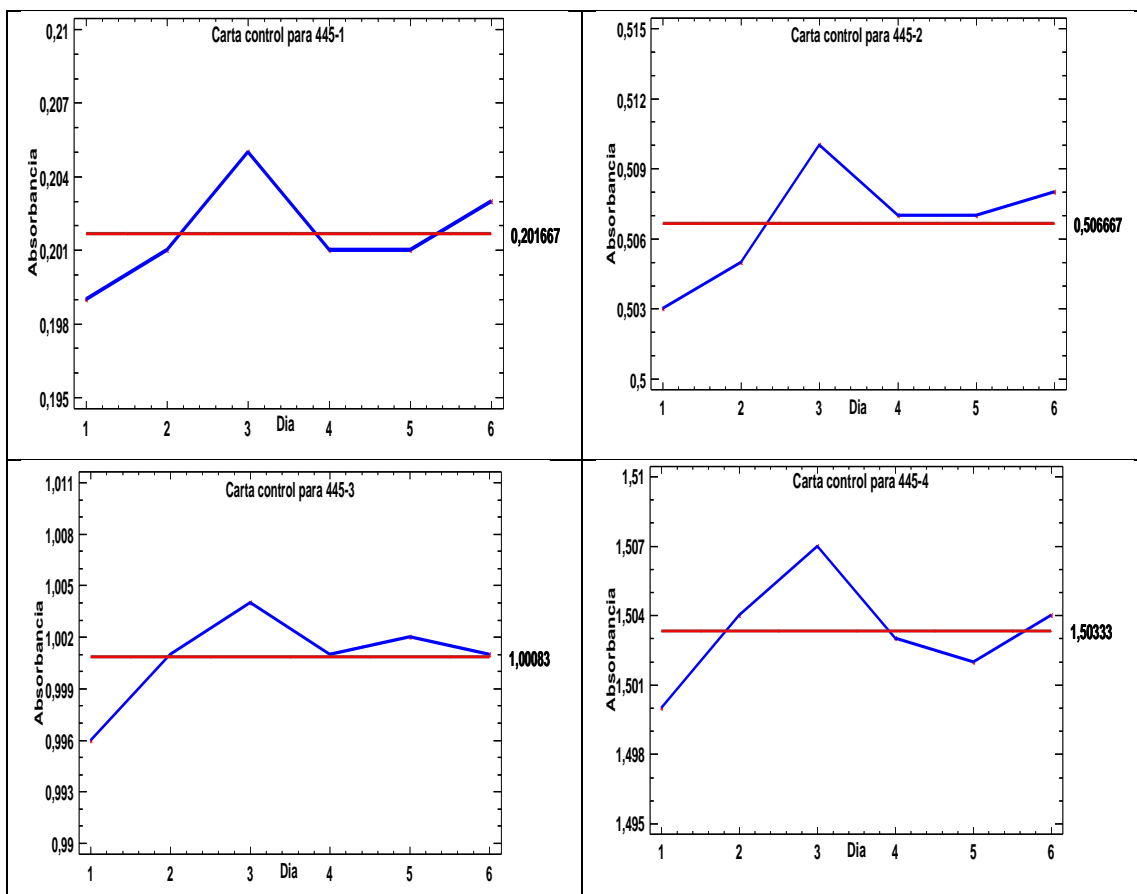 Carta control para 445-1
Absorbancia
0,21
0,207
0,204
0,201
0,198
0,195
0,201667
1 2 3 4 5 6
Dia
Carta control para 445-2
Absorbancia
0,515
0,512
0,509
0,506
0,503
0,5
0,506667
1 2 3 4 5 6
Dia
Carta control para 445-3
Absorbancia
1,011
1,008
1,005
1,002
0,999
0,996
0,993
0,99
1,00083
1 2 3 4 5 6
Dia
Carta control para 445-4
Absorbancia
1,51
1,507
1,504
1,501
1,498
1,495
1,50333
1 2 3 4 5 6
Dia